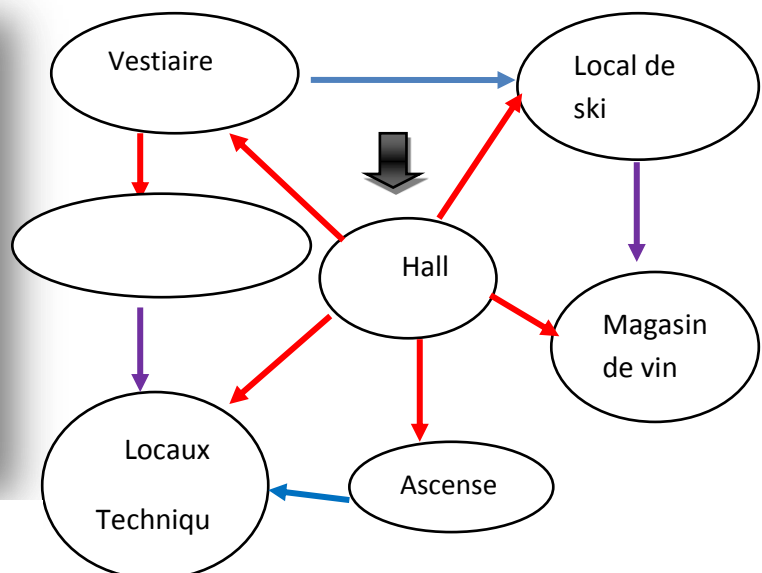 Vestiaire
Local de
ski
Hall
Magasin
de vin
Locaux
Techniqu
Ascense